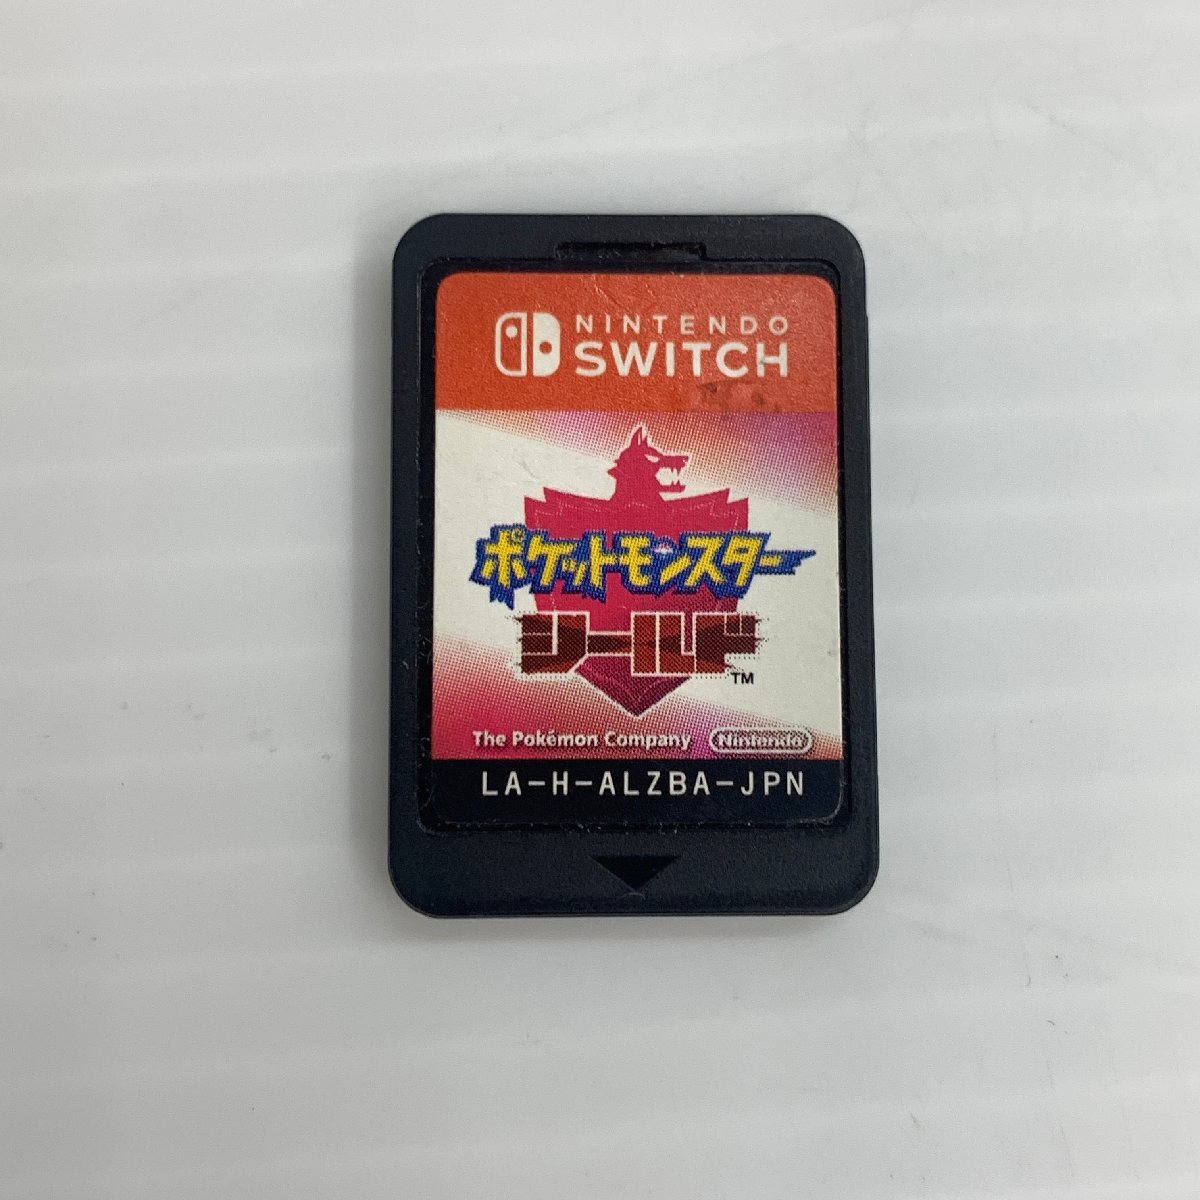 NINTENDO
SWITCH
ポケットモンスター
シールド
TM
The Pokémon Company Nintendo
LA-H-ALZBA-JPN